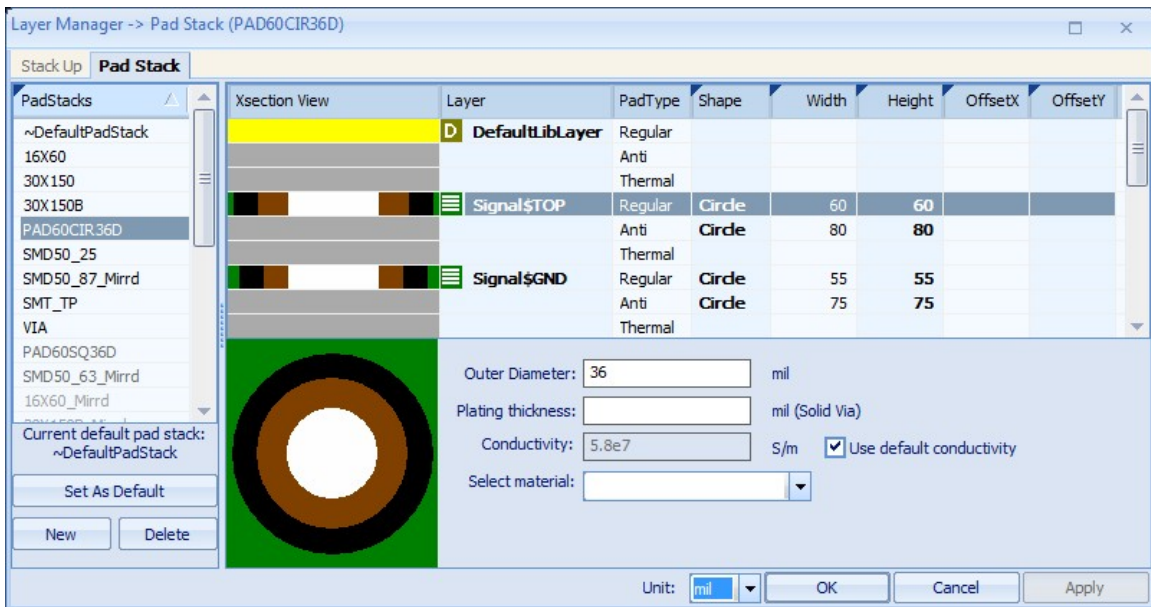 Layer Manager -> Pad Stack (PAD60CIR36D)
Stack Up Pad Stack
PadStacks
~DefaultPadStack
16X60
30X150
30X150B
PAD60CIR36D
SMD50_25
SMD50_87_Mirrd
SMT_TP
VIA
PAD60SQ36D
SMD50_63_Mirrd
16X60_Mirrd
Current default pad stack:
~DefaultPadStack
Set As Default
New Delete
Xsection View Layer PadType Shape Width Height OffsetX OffsetY
D DefaultLibLayer Regular
Anti
Thermal
Signal$TOP Regular Circle 60 60
Anti Circle 80 80
Thermal
Signal$GND Regular Circle 55 55
Anti Circle 75 75
Thermal
Outer Diameter: 36 mil
Plating thickness: mil (Solid Via)
Conductivity: 5.8e7 S/m Use default conductivity
Select material:
Unit: mil OK Cancel Apply